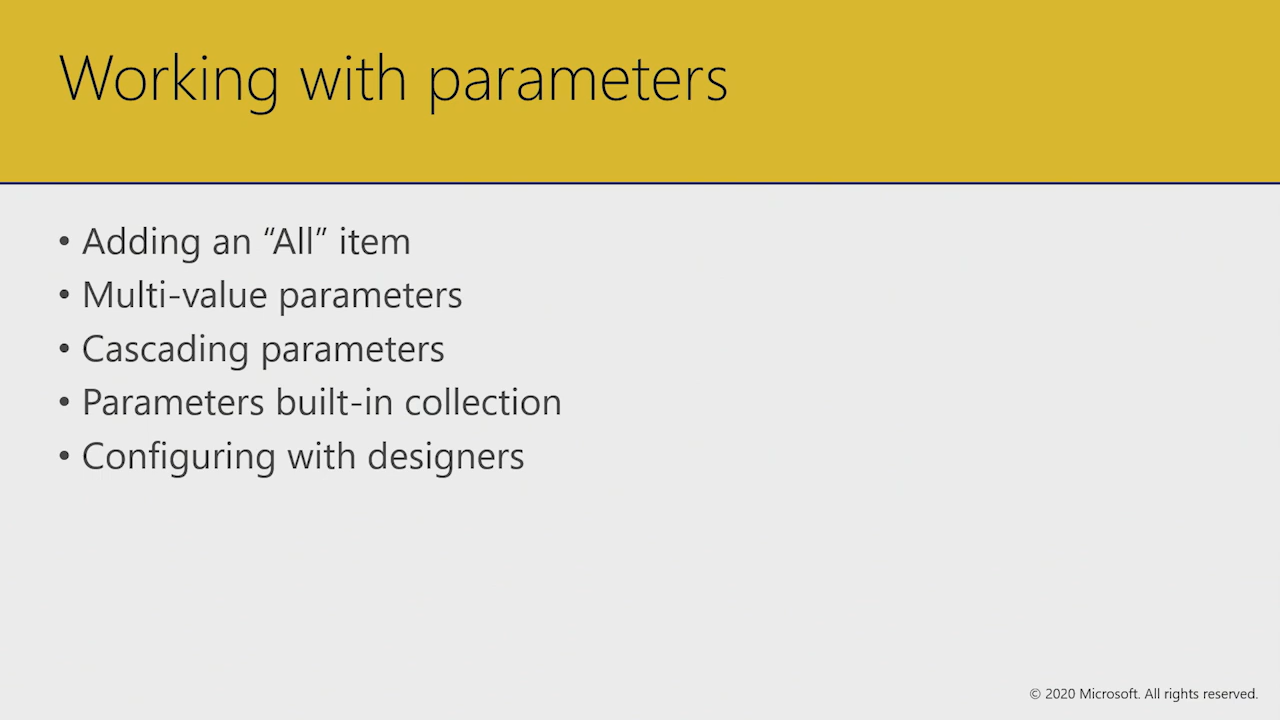 Working with parameters
• Adding an “All” item
• Multi-value parameters
• Cascading parameters
• Parameters built-in collection
• Configuring with designers
© 2020 Microsoft. All rights reserved.